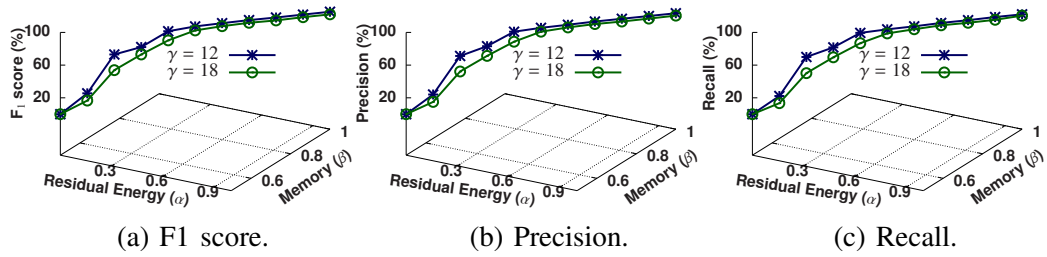 F₁ score (%)
100
60
20
γ = 12
γ = 18
0.3
0.6
0.9
Residual Energy (α)
0.6
0.8
1
Memory (β)
(a) F1 score.
Precision (%)
100
60
20
γ = 12
γ = 18
0.3
0.6
0.9
Residual Energy (α)
0.6
0.8
1
Memory (β)
(b) Precision.
Recall (%)
100
60
20
γ = 12
γ = 18
0.3
0.6
0.9
Residual Energy (α)
0.6
0.8
1
Memory (β)
(c) Recall.